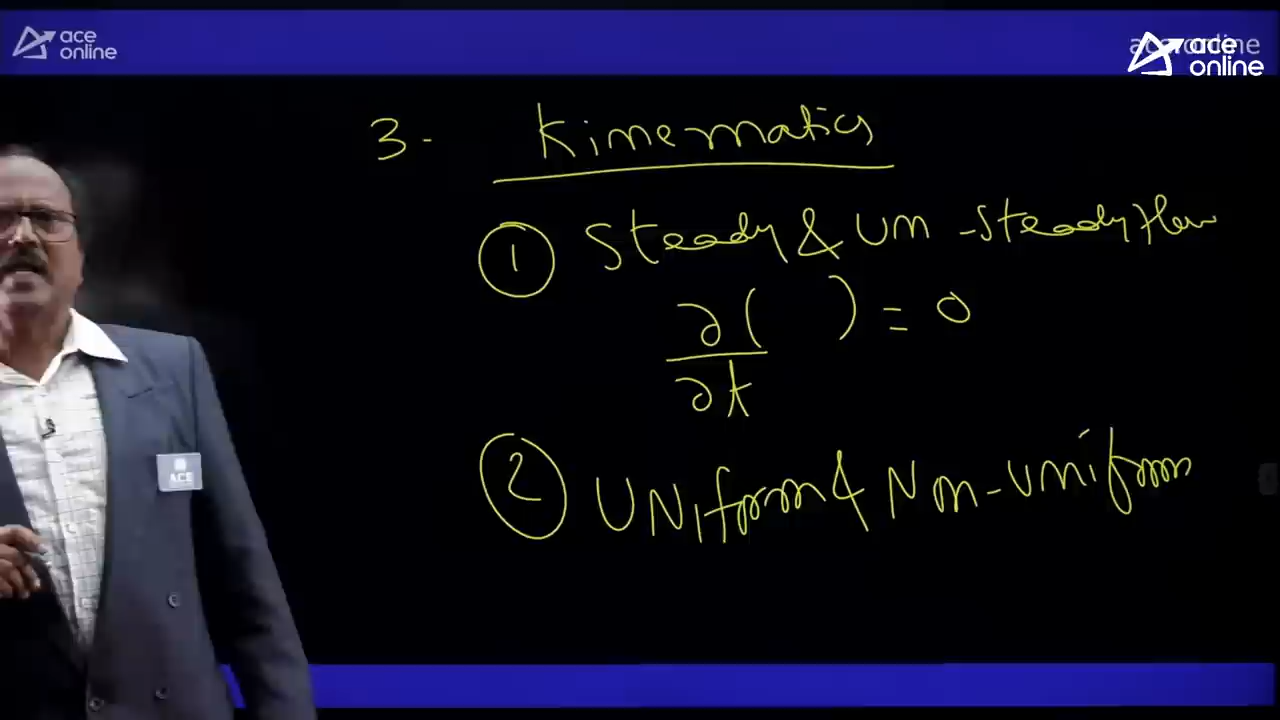 ace online
ace online
3. Kinematics
① Steady & un-steady flow
∂( )/∂t = 0
② UNiform & Non-uniform
ACE